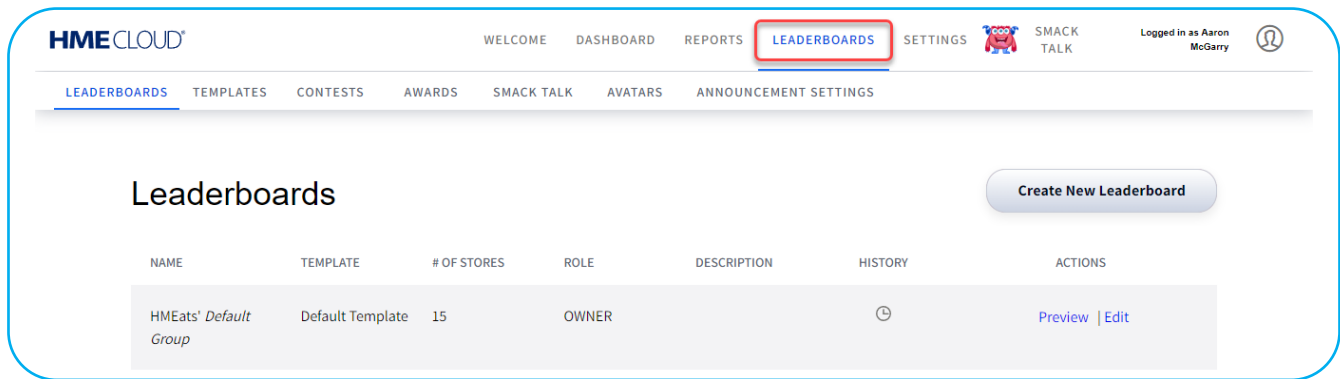 HME CLOUD®
WELCOME DASHBOARD REPORTS LEADERBOARDS SETTINGS SMACK TALK Logged in as Aaron McGarry
LEADERBOARDS TEMPLATES CONTESTS AWARDS SMACK TALK AVATARS ANNOUNCEMENT SETTINGS
Leaderboards Create New Leaderboard
NAME TEMPLATE # OF STORES ROLE DESCRIPTION HISTORY ACTIONS
HMEats' Default Group Default Template 15 OWNER Preview | Edit